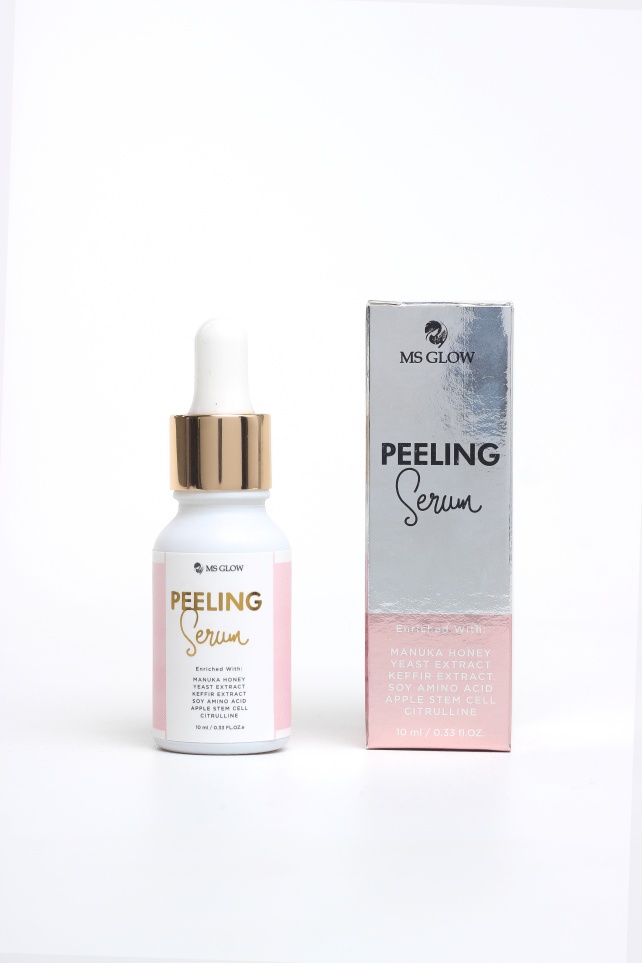 MS GLOW
PEELING
Serum
Enriched With:
MANUKA HONEY
YEAST EXTRACT
KEFFIR EXTRACT
SOY AMINO ACID
APPLE STEM CELL
CITRULLINE
10 ml / 0.33 FL.OZ.e
MS GLOW
PEELING
Serum
Enriched With:
MANUKA HONEY
YEAST EXTRACT
KEFFIR EXTRACT
SOY AMINO ACID
APPLE STEM CELL
CITRULLINE
10 ml / 0.33 fl.OZ.